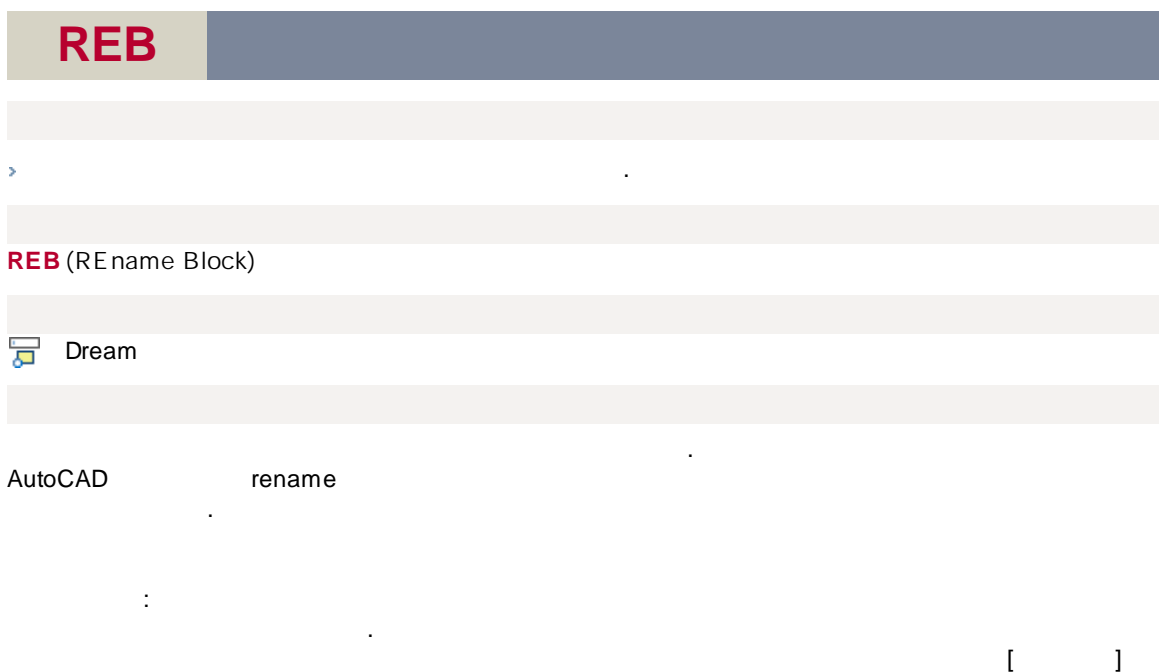 REB
.
REB (REname Block)
Dream
.
AutoCAD rename
.
:
.
[ ]